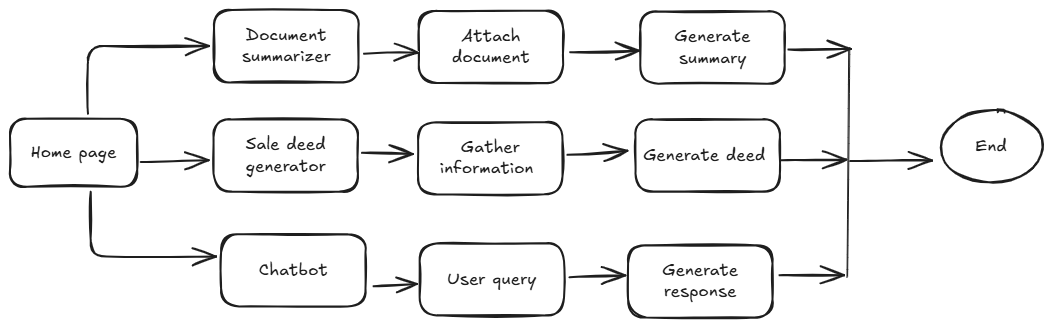 Document
summarizer
Attach
document
Generate
summary
Home page
Sale deed
generator
Gather
information
Generate deed
End
Chatbot
User query
Generate
response